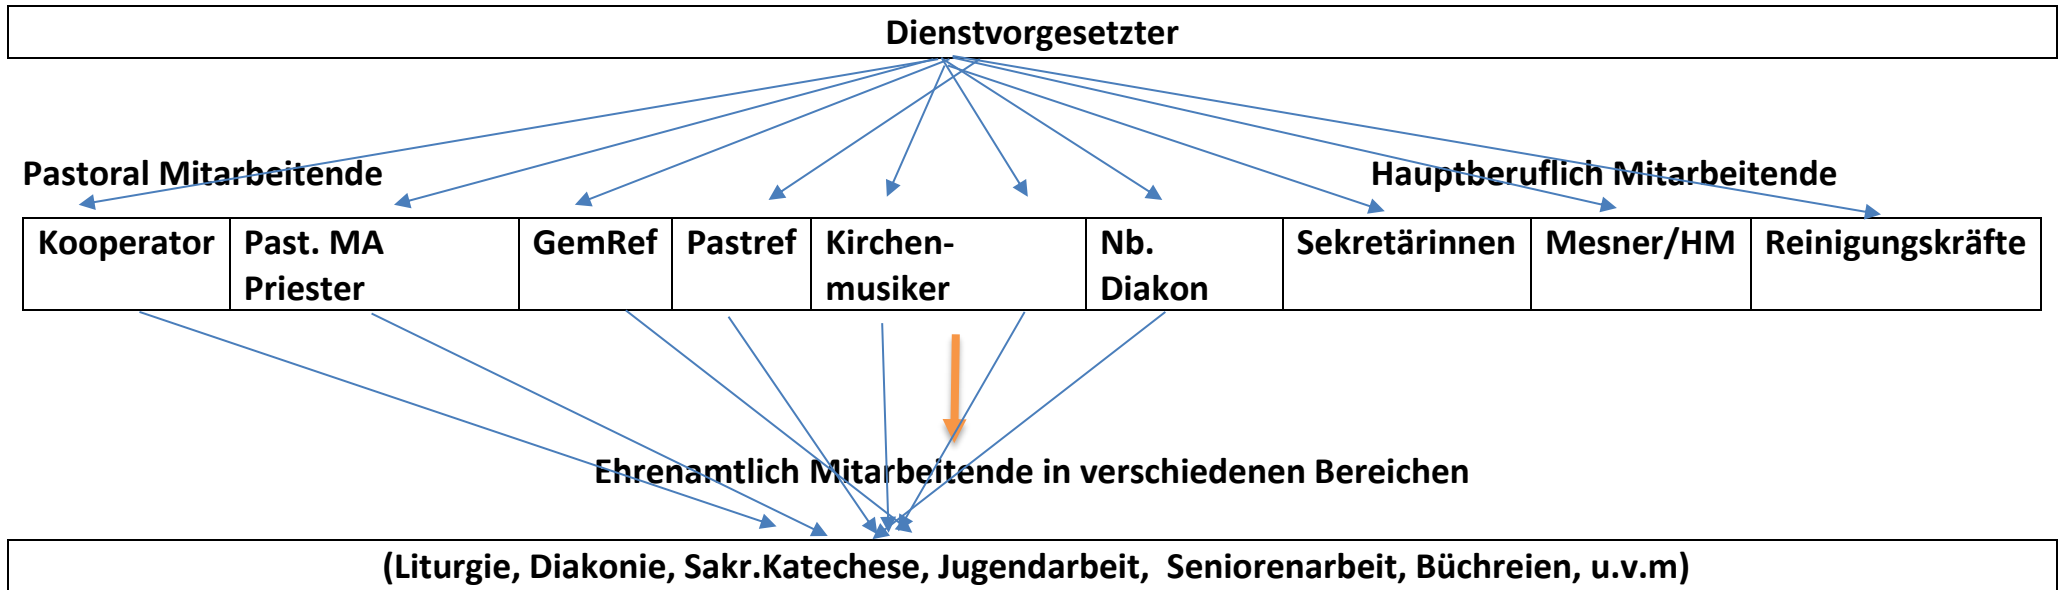 Dienstvorgesetzter
Pastoral Mitarbeitende
Hauptberuflich Mitarbeitende
Kooperator
Past. MA
Priester
GemRef
Pastref
Kirchen-
musiker
Nb.
Diakon
Sekretärinnen
Mesner/HM
Reinigungskräfte
Ehrenamtlich Mitarbeitende in verschiedenen Bereichen
(Liturgie, Diakonie, Sakr.Katechese, Jugendarbeit, Seniorenarbeit, Büchreien, u.v.m)